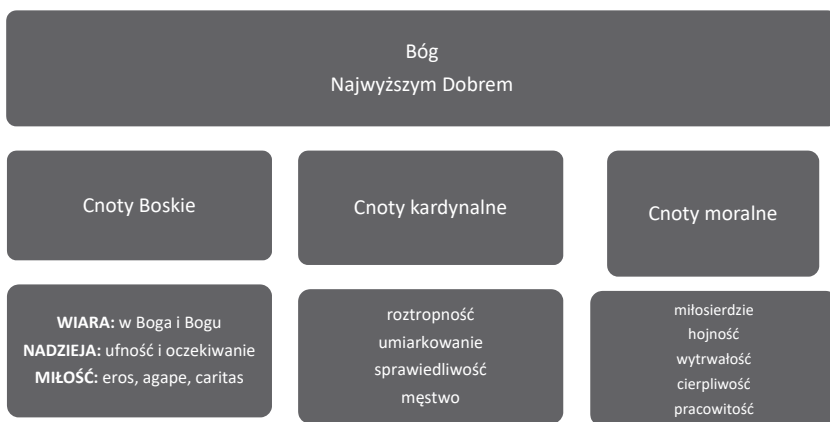 Bóg
Najwyższym Dobrem
Cnoty Boskie
WIARA: w Boga i Bogu
NADZIEJA: ufność i oczekiwanie
MIŁOŚĆ: eros, agape, caritas
Cnoty kardynalne
roztropność
umiarkowanie
sprawiedliwość
męstwo
Cnoty moralne
miłosierdzie
hojność
wytrwałość
cierpliwość
pracowitość